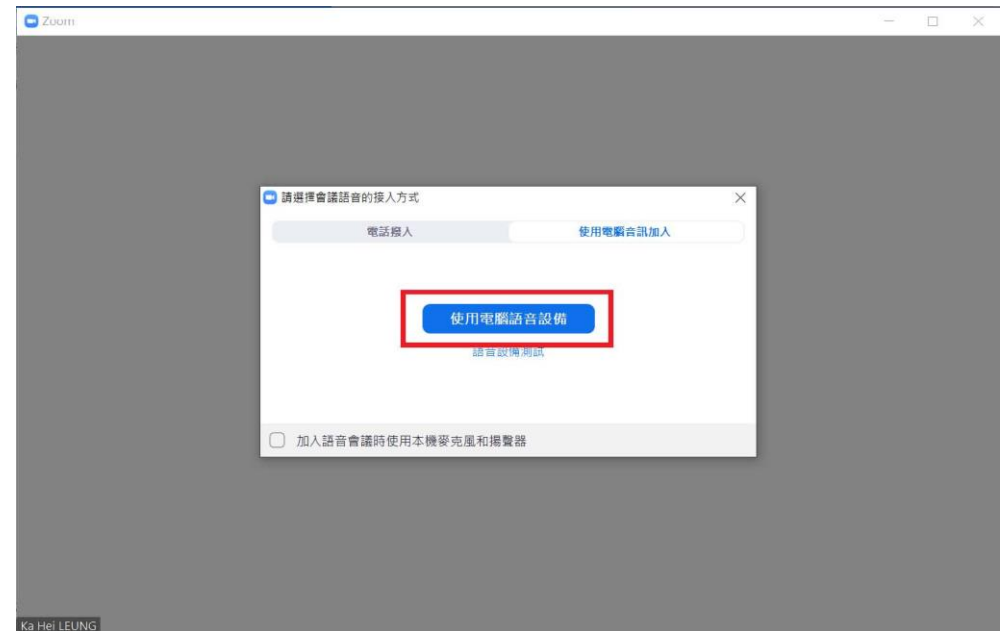 Zoom
請選擇會議語音的接入方式
電話撥入
使用電腦音訊加入
使用電腦語音設備
語音設備測試
加入語音會議時使用本機麥克風和揚聲器
Ka Hei LEUNG